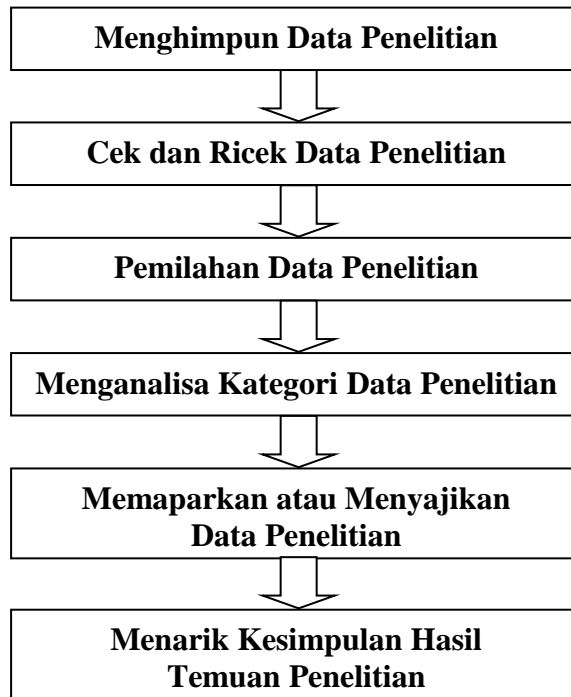 Menghimpun Data Penelitian
Cek dan Ricek Data Penelitian
Pemilahan Data Penelitian
Menganalisa Kategori Data Penelitian
Memaparkan atau Menyajikan
Data Penelitian
Menarik Kesimpulan Hasil
Temuan Penelitian